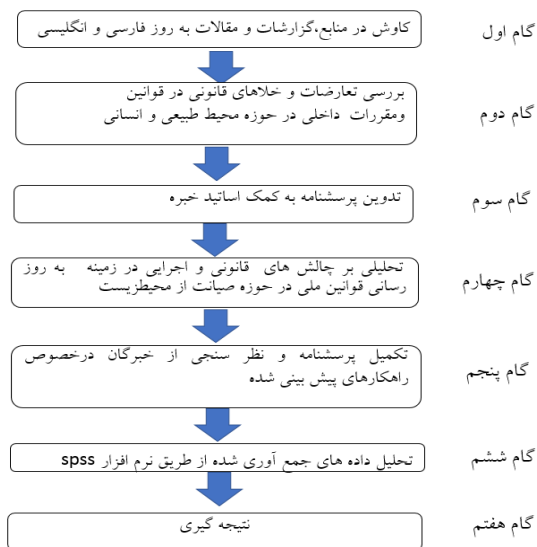 گام اول
کاوش در منابع،گزارشات و مقالات به روز فارسی و انگلیسی
گام دوم
بررسی تعارضات و خلاهای قانونی در قوانین
ومقررات داخلی در حوزه محیط طبیعی و انسانی
گام سوم
تدوین پرسشنامه به کمک اساتید خبره
گام چهارم
تحلیلی بر چالش های قانونی و اجرایی در زمینه به روز
رسانی قوانین ملی در حوزه صیانت از محیطزیست
گام پنجم
تکمیل پرسشنامه و نظر سنجی از خبرگان درخصوص
راهکارهای پیش بینی شده
گام ششم
تحلیل داده های جمع آوری شده از طریق نرم افزار spss
گام هفتم
نتیجه گیری